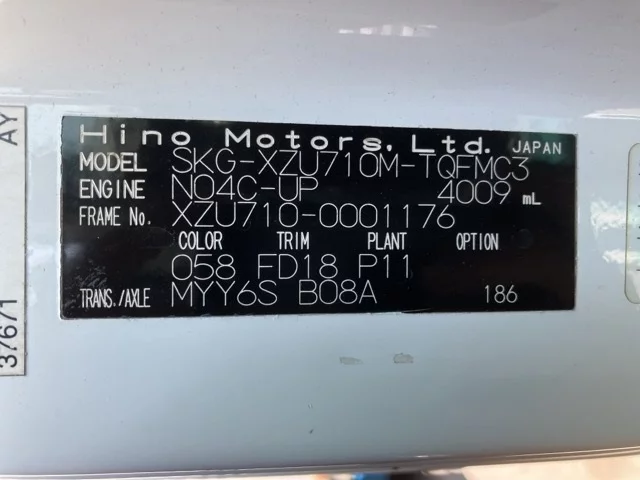 Hino Motors, Ltd. JAPAN
MODEL SKG-XZU710M-TQFMC3
ENGINE N04C-UP 4009 mL
FRAME No. XZU710-0001176
COLOR TRIM PLANT OPTION
058 FD18 P11
TRANS./AXLE MYY6S B08A 186
AY
37671